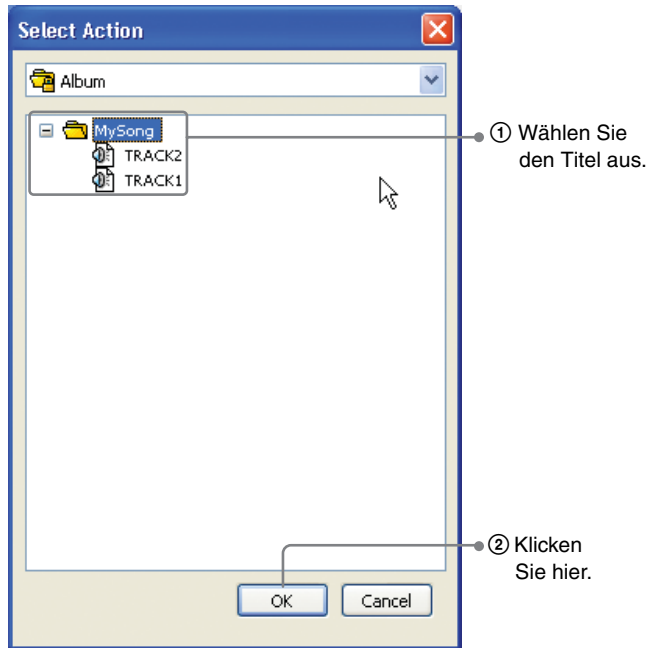 Select Action
Album
MySong
TRACK2
TRACK1
① Wählen Sie
den Titel aus.
② Klicken
Sie hier.
OK
Cancel